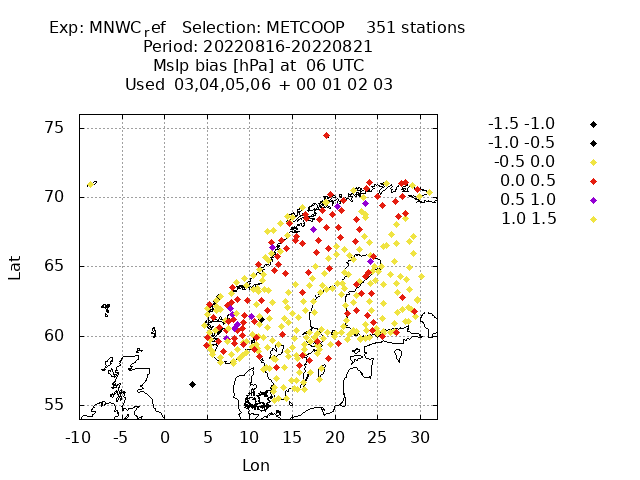 Exp: MNWCref   Selection: METCOOP   351 stations
Period: 20220816-20220821
Mslp bias [hPa] at  06 UTC
Used  03,04,05,06  + 00 01 02 03
-1.5 -1.0
-1.0 -0.5
-0.5 0.0
0.0 0.5
0.5 1.0
1.0 1.5
75
70
65
60
55
Lat
-10 -5 0 5 10 15 20 25 30
Lon